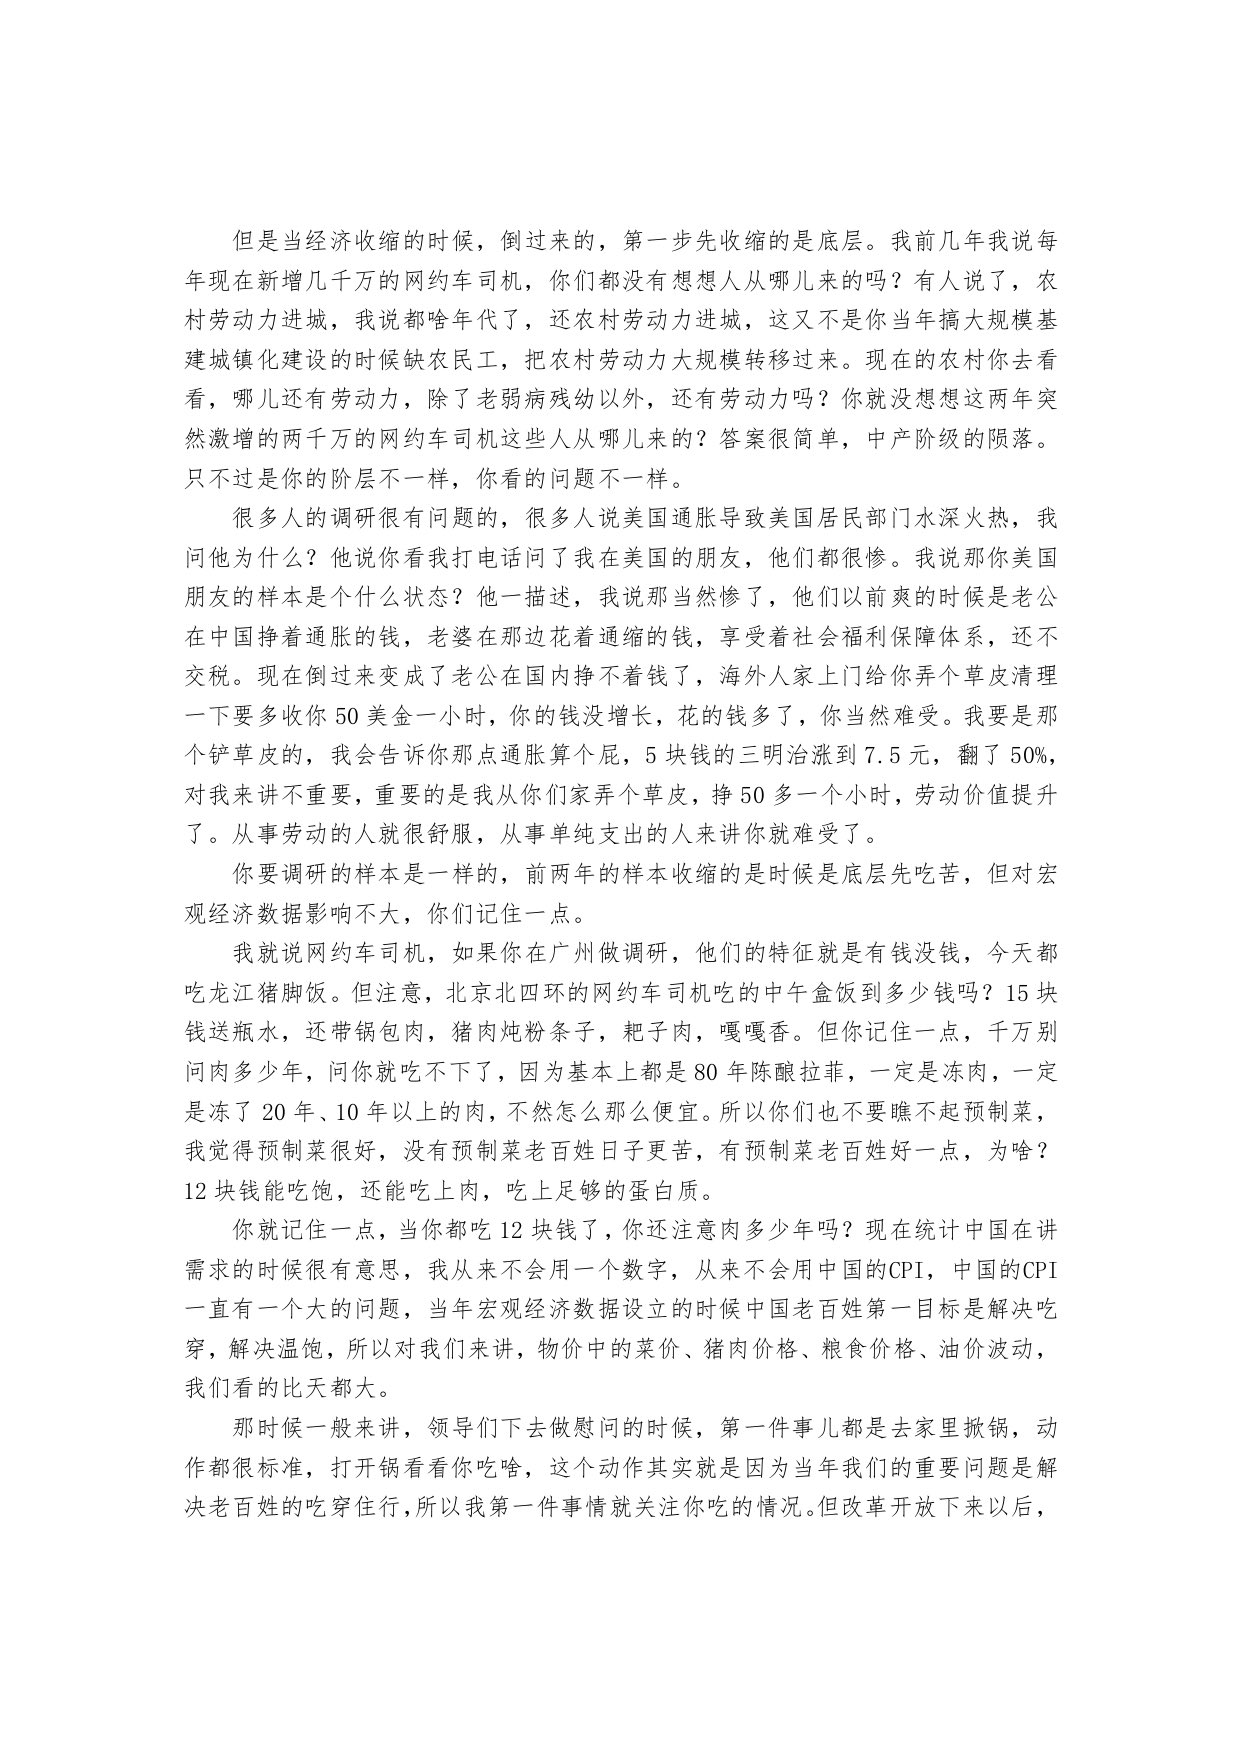 但是当经济收缩的时候，倒过来的，第一步先收缩的是底层。我前几年我说每
年现在新增几千万的网约车司机，你们都没有想想人从哪儿来的吗？有人说了，农
村劳动力进城，我说都啥年代了，还农村劳动力进城，这又不是你当年搞大规模基
建城镇化建设的时候缺农民工，把农村劳动力大规模转移过来。现在的农村你去看
看，哪儿还有劳动力，除了老弱病残幼以外，还有劳动力吗？你就没想想这两年突
然激增的两千万的网约车司机这些人从哪儿来的？答案很简单，中产阶级的陨落。
只不过是你的阶层不一样，你看的问题不一样。
很多人的调研很有问题的，很多人说美国通胀导致美国居民部门水深火热，我
问他为什么？他说你看我打电话问了我在美国的朋友，他们都很惨。我说那你美国
朋友的样本是个什么状态？他一描述，我说那当然惨了，他们以前爽的时候是老公
在中国挣着通胀的钱，老婆在那边花着通缩的钱，享受着社会福利保障体系，还不
交税。现在倒过来变成了老公在国内挣不着钱了，海外人家上门给你弄个草皮清理
一下要多收你 50 美金一小时，你的钱没增长，花的钱多了，你当然难受。我要是那
个铲草皮的，我会告诉你那点通胀算个屁，5 块钱的三明治涨到 7.5 元，翻了 50%，
对我来讲不重要，重要的是我从你们家弄个草皮，挣 50 多一个小时，劳动价值提升
了。从事劳动的人就很舒服，从事单纯支出的人来讲你就难受了。
你要调研的样本是一样的，前两年的样本收缩的是时候是底层先吃苦，但对宏
观经济数据影响不大，你们记住一点。
我就说网约车司机，如果你在广州做调研，他们的特征就是有钱没钱，今天都
吃龙江猪脚饭。但注意，北京北四环的网约车司机吃的中午盒饭到多少钱吗？15 块
钱送瓶水，还带锅包肉，猪肉炖粉条子，耙子肉，嘎嘎香。但你记住一点，千万别
问肉多少年，问你就吃不下了，因为基本上都是 80 年陈酿拉菲，一定是冻肉，一定
是冻了 20 年、10 年以上的肉，不然怎么那么便宜。所以你们也不要瞧不起预制菜，
我觉得预制菜很好，没有预制菜老百姓日子更苦，有预制菜老百姓好一点，为啥？
12 块钱能吃饱，还能吃上肉，吃上足够的蛋白质。
你就记住一点，当你都吃 12 块钱了，你还注意肉多少年吗？现在统计中国在讲
需求的时候很有意思，我从来不会用一个数字，从来不会用中国的CPI，中国的CPI
一直有一个大的问题，当年宏观经济数据设立的时候中国老百姓第一目标是解决吃
穿，解决温饱，所以对我们来讲，物价中的菜价、猪肉价格、粮食价格、油价波动，
我们看的比天都大。
那时候一般来讲，领导们下去做慰问的时候，第一件事儿都是去家里掀锅，动
作都很标准，打开锅看看你吃啥，这个动作其实就是因为当年我们的重要问题是解
决老百姓的吃穿住行，所以我第一件事情就关注你吃的情况。但改革开放下来以后，